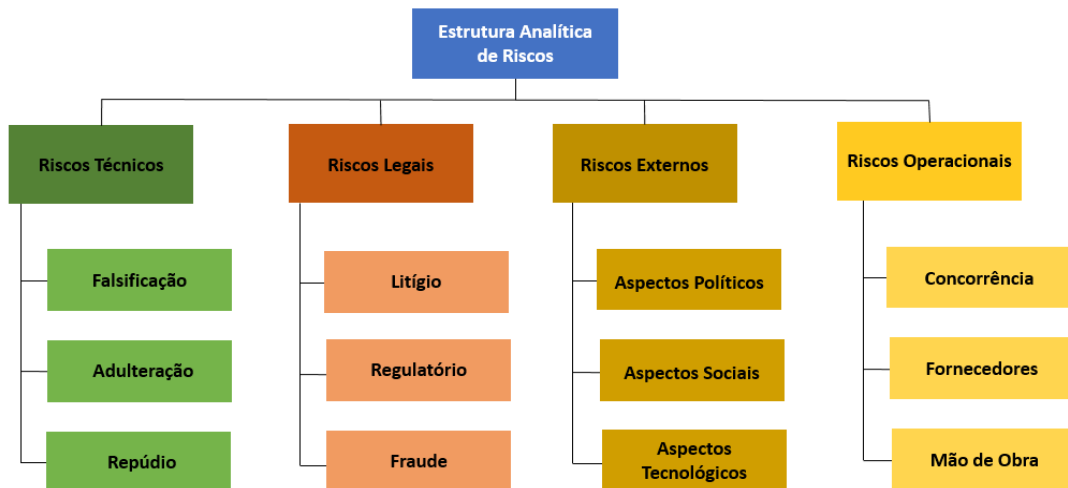 Estrutura Analítica
de Riscos
Riscos Técnicos
Riscos Legais
Riscos Externos
Riscos Operacionais
Falsificação
Adulteração
Repúdio
Litígio
Regulatório
Fraude
Aspectos Políticos
Aspectos Sociais
Aspectos
Tecnológicos
Concorrência
Fornecedores
Mão de Obra